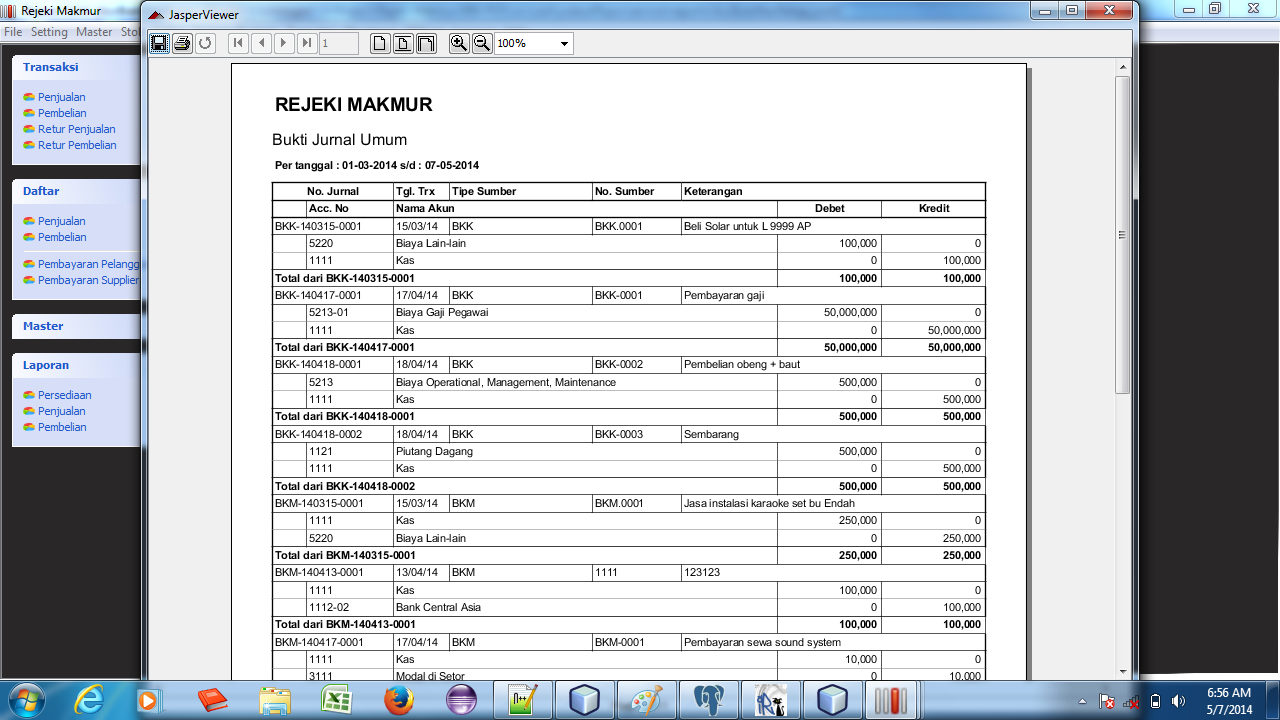 Rejeki Makmur
File Setting Master Sto
Transaksi
Penjualan
Pembelian
Retur Penjualan
Retur Pembelian
Daftar
Penjualan
Pembelian
Pembayaran Pelangg
Pembayaran Supplier
Master
Laporan
Persediaan
Penjualan
Pembelian
JasperViewer
1
100%
REJEKI MAKMUR
Bukti Jurnal Umum
Per tanggal : 01-03-2014 s/d : 07-05-2014
No. Jurnal Tgl. Trx Tipe Sumber No. Sumber Keterangan
Acc. No Nama Akun Debet Kredit
BKK-140315-0001 15/03/14 BKK BKK.0001 Beli Solar untuk L 9999 AP
5220 Biaya Lain-lain 100,000 0
1111 Kas 0 100,000
Total dari BKK-140315-0001 100,000 100,000
BKK-140417-0001 17/04/14 BKK BKK-0001 Pembayaran gaji
5213-01 Biaya Gaji Pegawai 50,000,000 0
1111 Kas 0 50,000,000
Total dari BKK-140417-0001 50,000,000 50,000,000
BKK-140418-0001 18/04/14 BKK BKK-0002 Pembelian obeng + baut
5213 Biaya Operational, Management, Maintenance 500,000 0
1111 Kas 0 500,000
Total dari BKK-140418-0001 500,000 500,000
BKK-140418-0002 18/04/14 BKK BKK-0003 Sembarang
1121 Piutang Dagang 500,000 0
1111 Kas 0 500,000
Total dari BKK-140418-0002 500,000 500,000
BKM-140315-0001 15/03/14 BKM BKM.0001 Jasa instalasi karaoke set bu Endah
1111 Kas 250,000 0
5220 Biaya Lain-lain 0 250,000
Total dari BKM-140315-0001 250,000 250,000
BKM-140413-0001 13/04/14 BKM 1111 123123
1111 Kas 100,000 0
1112-02 Bank Central Asia 0 100,000
Total dari BKM-140413-0001 100,000 100,000
BKM-140417-0001 17/04/14 BKM BKM-0001 Pembayaran sewa sound system
1111 Kas 10,000 0
3111 Modal di Setor 0 10,000
6:56 AM
5/7/2014